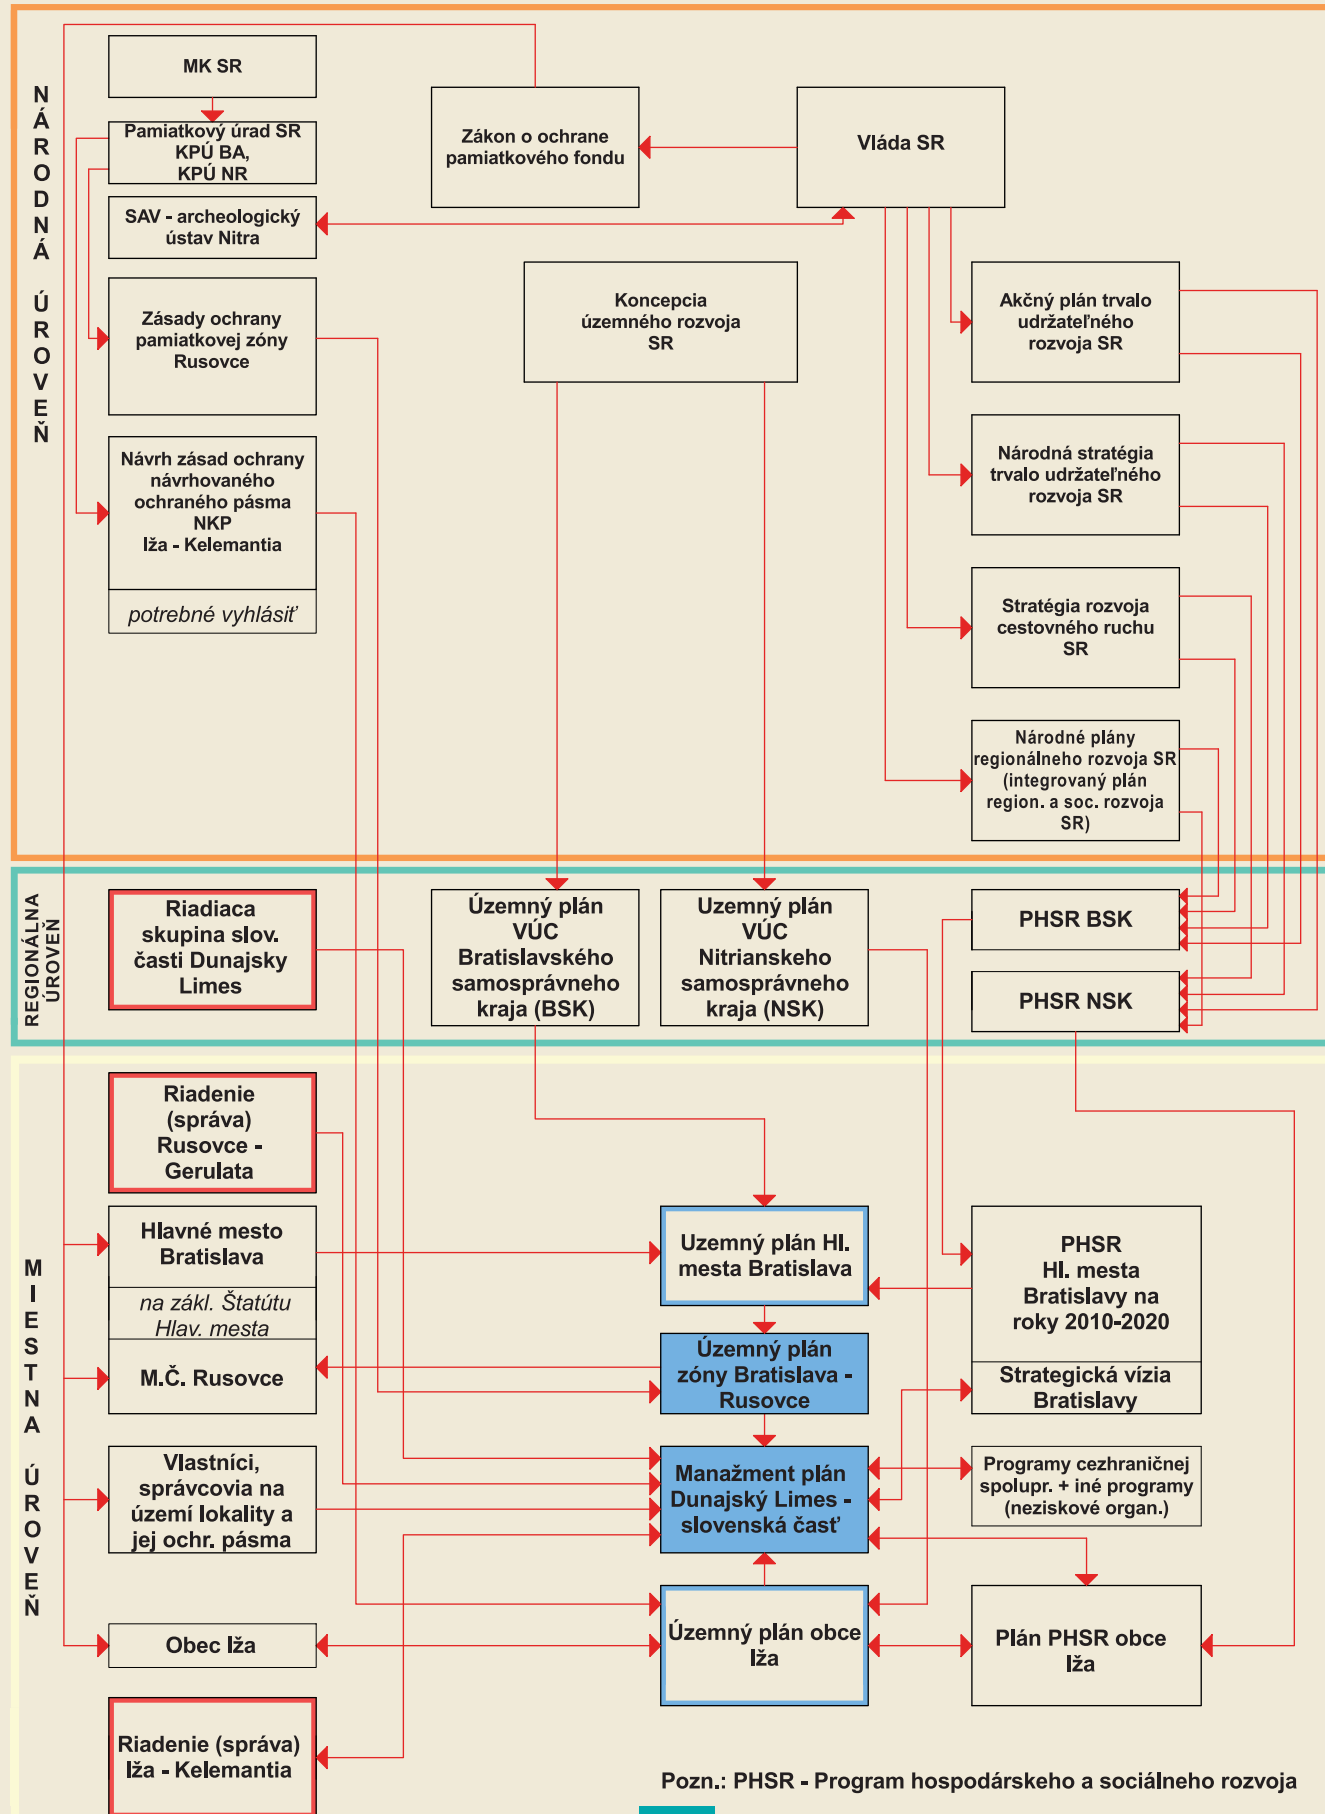 NÁRODNÁ ÚROVEŇ
MK SR
Pamiatkový úrad SR
KPÚ BA,
KPÚ NR
SAV - archeologický
ústav Nitra
Zásady ochrany
pamiatkovej zóny
Rusovce
Návrh zásad ochrany
návrhovaného
ochraného pásma
NKP
Iža - Kelemantia
potrebné vyhlásiť
Zákon o ochrane
pamiatkového fondu
Vláda SR
Koncepcia
územného rozvoja
SR
Akčný plán trvalo
udržateľného
rozvoja SR
Národná stratégia
trvalo udržateľného
rozvoja SR
Stratégia rozvoja
cestovného ruchu
SR
Národné plány
regionálneho rozvoja SR
(integrovaný plán
region. a soc. rozvoja
SR)
REGIONÁLNA
ÚROVEŇ
Riadiaca
skupina slov.
časti Dunajsky
Limes
Územný plán
VÚC
Bratislavského
samosprávneho
kraja (BSK)
Uzemný plán
VÚC
Nitrianskeho
samosprávneho
kraja (NSK)
PHSR BSK
PHSR NSK
MIESTNA ÚROVEŇ
Riadenie
(správa)
Rusovce -
Gerulata
Hlavné mesto
Bratislava
na zákl. Štatútu
Hlav. mesta
M.Č. Rusovce
Vlastníci,
správcovia na
území lokality a
jej ochr. pásma
Obec Iža
Riadenie (správa)
Iža - Kelemantia
Uzemný plán Hl.
mesta Bratislava
Územný plán
zóny Bratislava -
Rusovce
Manažment plán
Dunajský Limes -
slovenská časť
Územný plán obce
Iža
PHSR
Hl. mesta
Bratislavy na
roky 2010-2020
Strategická vízia
Bratislavy
Programy cezhraničnej
spolupr. + iné programy
(neziskové organ.)
Plán PHSR obce
Iža
Pozn.: PHSR - Program hospodárskeho a sociálneho rozvoja